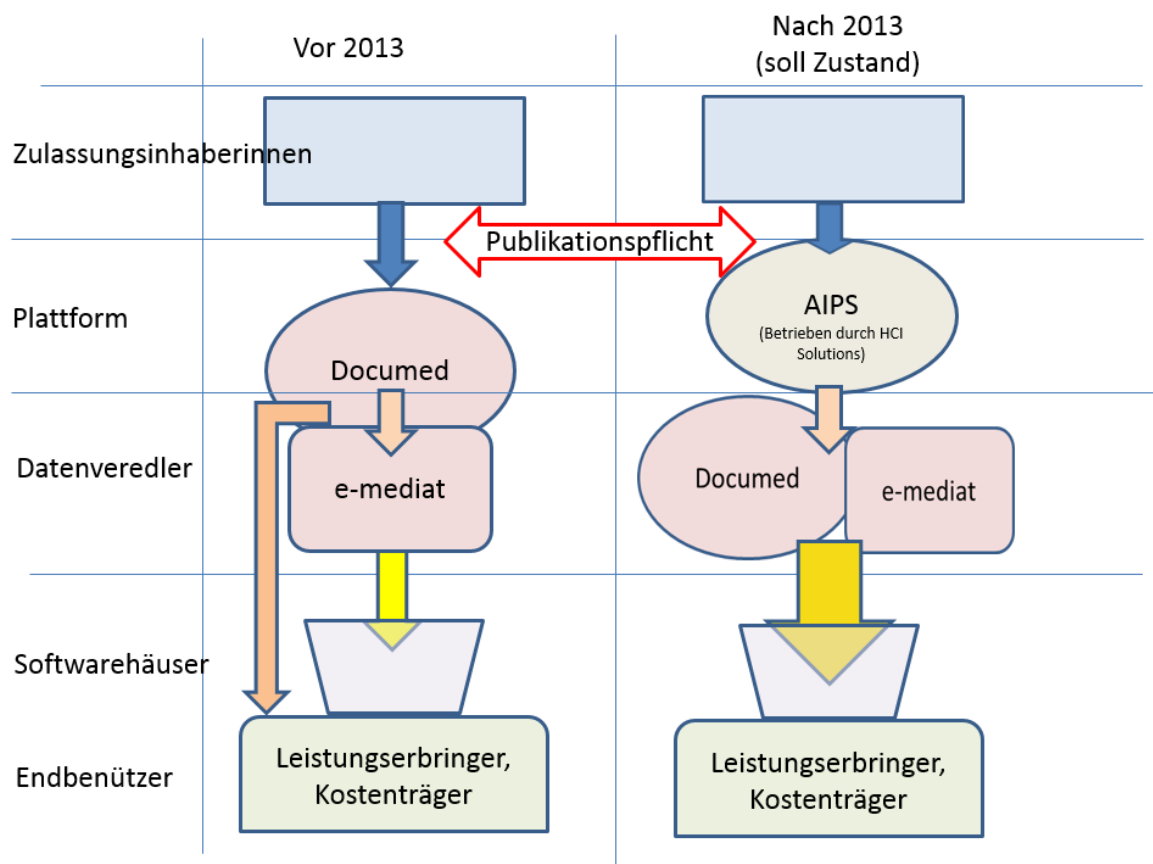 Vor 2013
Nach 2013
(soll Zustand)
Zulassungsinhaberinnen
Publikationspflicht
Plattform
Documed
AIPS
(Betrieben durch HCI
Solutions)
Datenveredler
e-mediat
Documed
e-mediat
Softwarehäuser
Endbenützer
Leistungserbringer,
Kostenträger
Leistungserbringer,
Kostenträger